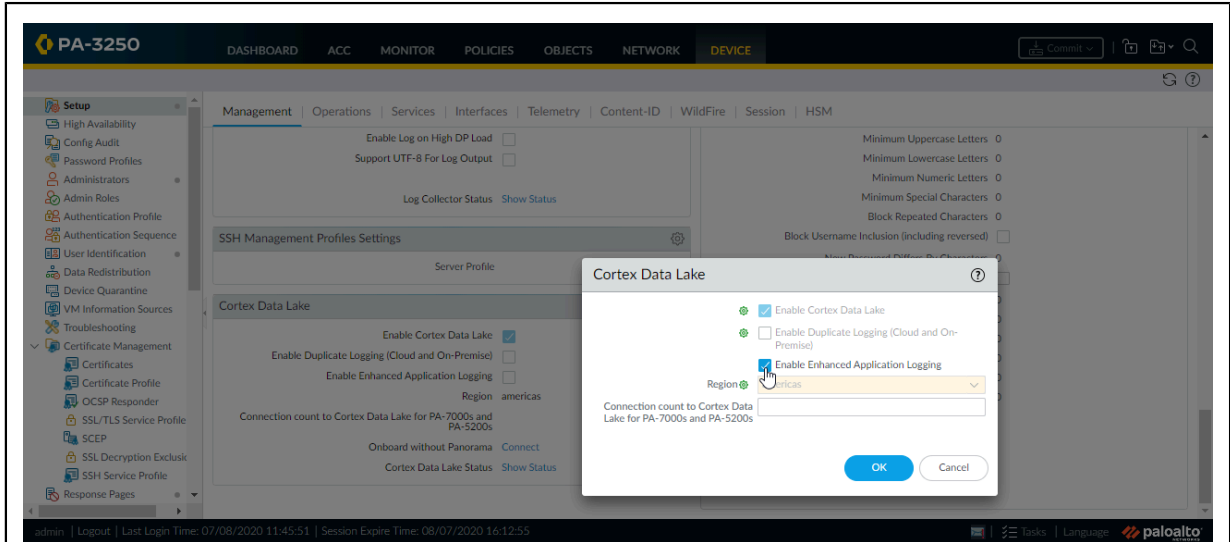 PA-3250
DASHBOARD ACC MONITOR POLICIES OBJECTS NETWORK DEVICE
Commit
Setup
High Availability
Config Audit
Password Profiles
Administrators
Admin Roles
Authentication Profile
Authentication Sequence
User Identification
Data Redistribution
Device Quarantine
VM Information Sources
Troubleshooting
Certificate Management
Certificates
Certificate Profile
OCSP Responder
SSL/TLS Service Profile
SCEP
SSL Decryption Exclusio
SSH Service Profile
Response Pages
Management | Operations | Services | Interfaces | Telemetry | Content-ID | WildFire | Session | HSM
Enable Log on High DP Load
Support UTF-8 For Log Output
Log Collector Status Show Status
SSH Management Profiles Settings
Server Profile
Cortex Data Lake
Enable Cortex Data Lake
Enable Duplicate Logging (Cloud and On-Premise)
Enable Enhanced Application Logging
Region americas
Connection count to Cortex Data Lake for PA-7000s and
PA-5200s
Onboard without Panorama Connect
Cortex Data Lake Status Show Status
Minimum Uppercase Letters 0
Minimum Lowercase Letters 0
Minimum Numeric Letters 0
Minimum Special Characters 0
Block Repeated Characters 0
Block Username Inclusion (including reversed)
New Password Differs By Characters 0
Cortex Data Lake
Enable Cortex Data Lake
Enable Duplicate Logging (Cloud and On-
Premise)
Enable Enhanced Application Logging
Region
Connection count to Cortex Data
Lake for PA-7000s and PA-5200s
OK Cancel
admin | Logout | Last Login Time: 07/08/2020 11:45:51 | Session Expire Time: 08/07/2020 16:12:55
Tasks | Language paloalto
NETWORKS